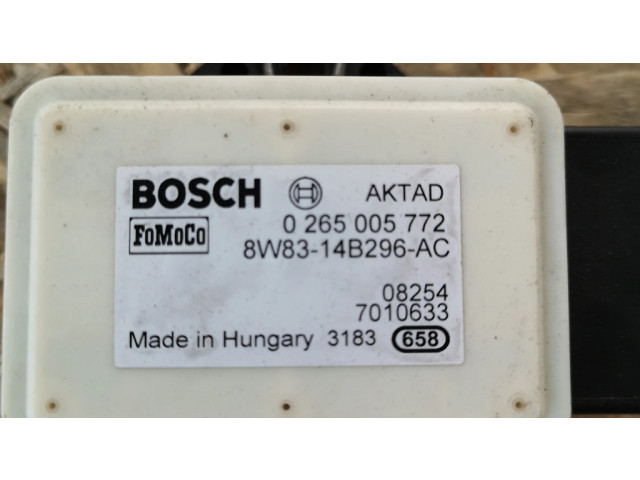 BOSCH AKTAD
0 265 005 772
FoMoCo
8W83-14B296-AC
08254
7010633
Made in Hungary 3183 658